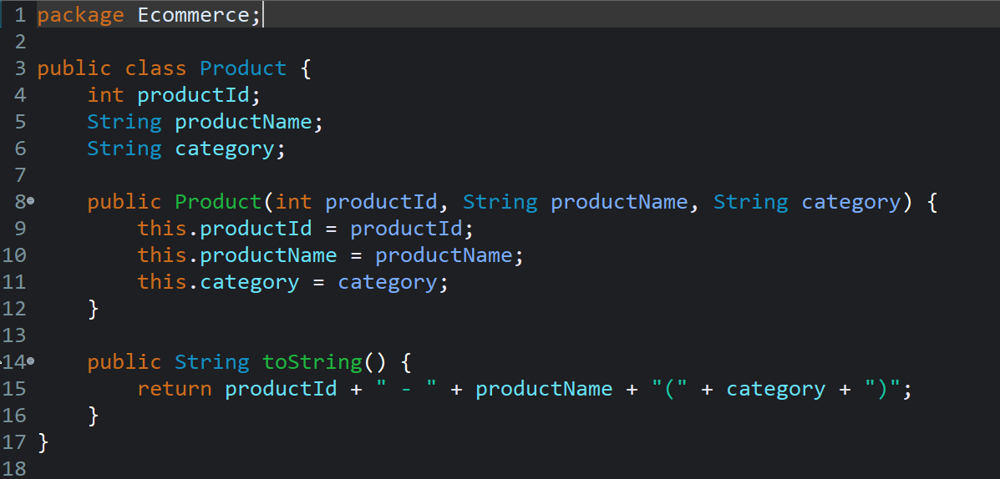 1 package Ecommerce;
2
3 public class Product {
4     int productId;
5     String productName;
6     String category;
7
8     public Product(int productId, String productName, String category) {
9         this.productId = productId;
10         this.productName = productName;
11         this.category = category;
12     }
13
14     public String toString() {
15         return productId + " - " + productName + "(" + category + ")";
16     }
17 }
18